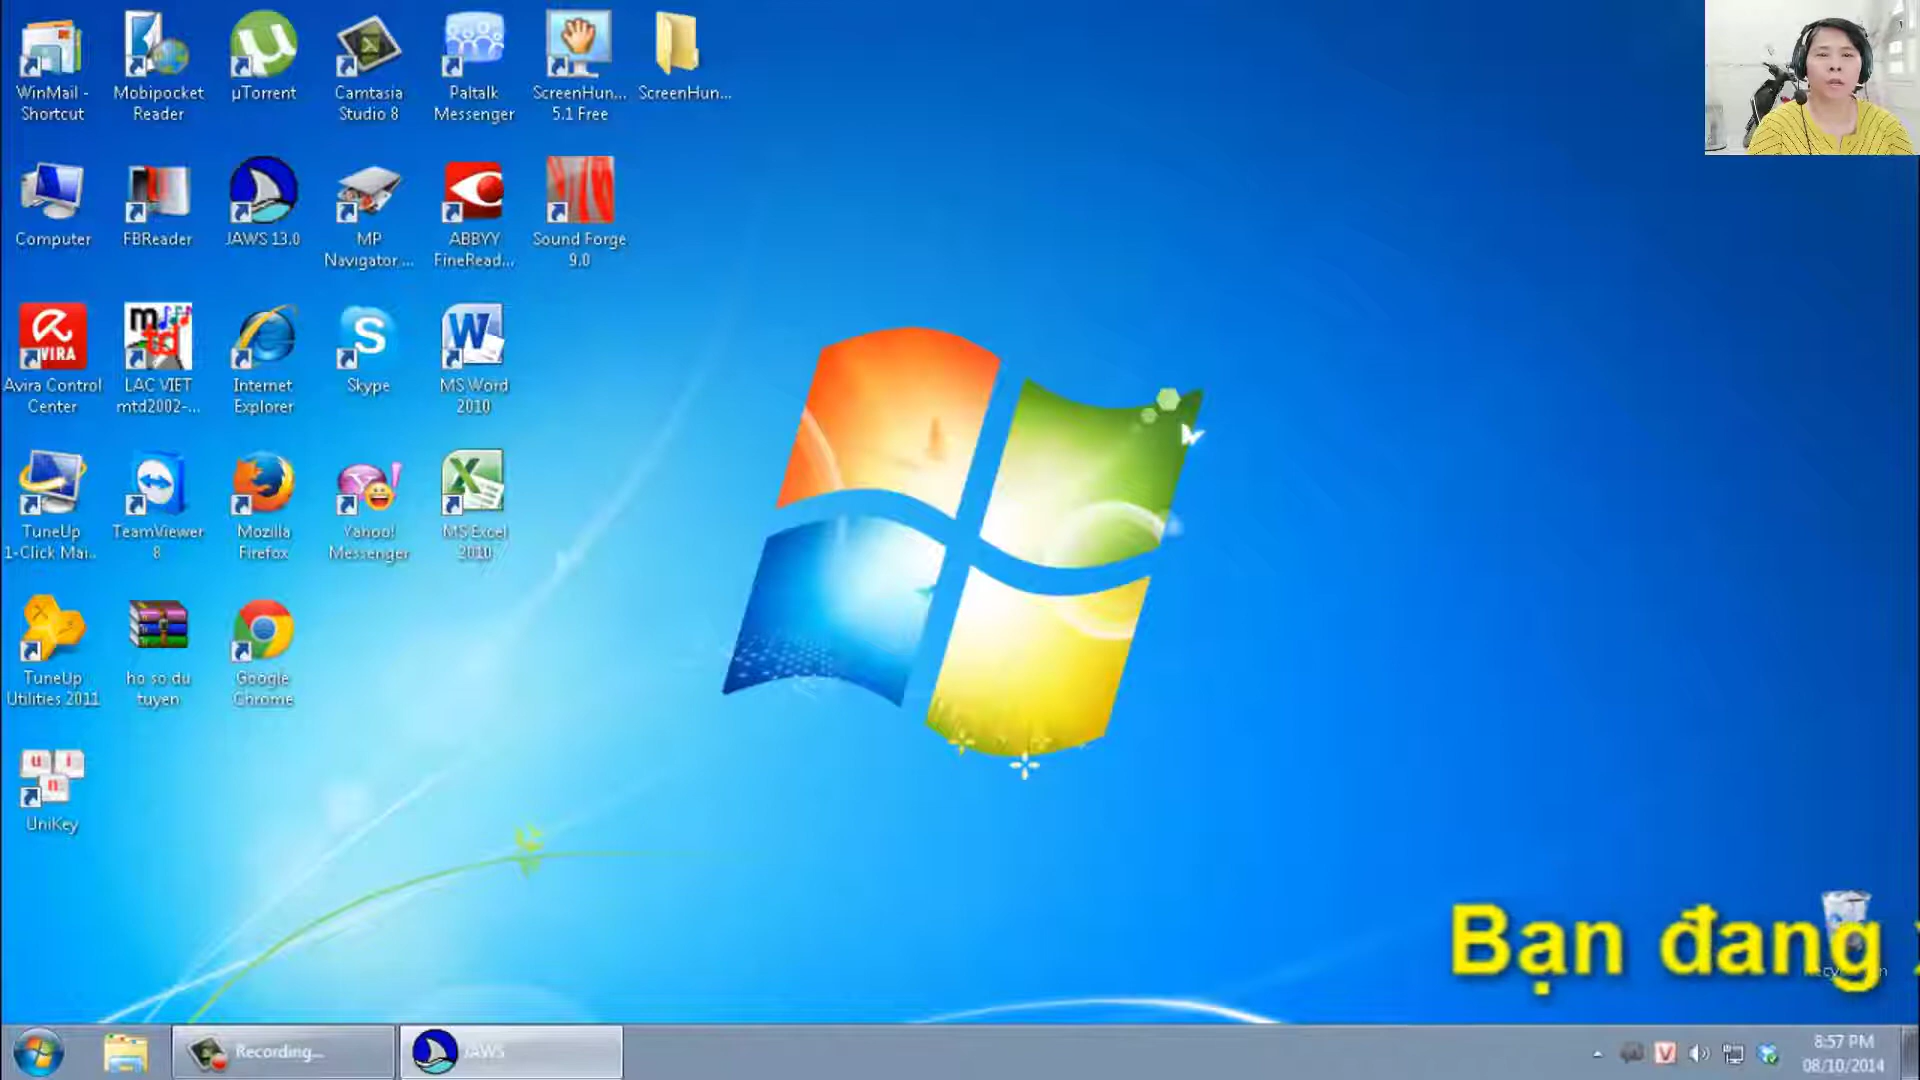 WinMail -
Shortcut
Mobipocket
Reader
µTorrent
Camtasia
Studio 8
Paltalk
Messenger
ScreenHun...
5.1 Free
ScreenHun...
Computer
FBReader
JAWS 13.0
MP
Navigator ...
ABBYY
FineRead...
Sound Forge
9.0
AVIRA
Avira Control
Center
mtd
LAC VIET
mtd2002-...
Internet
Explorer
S
Skype
W
MS Word
2010
TuneUp
1-Click Mai...
TeamViewer
8
Mozilla
Firefox
Yahoo!
Messenger
X
MS Excel
2010
TuneUp
Utilities 2011
ho so du
tuyen
Google
Chrome
u i
n
UniKey
Bạn đang
Recording...
JAWS
V
8:57 PM
08/10/2014